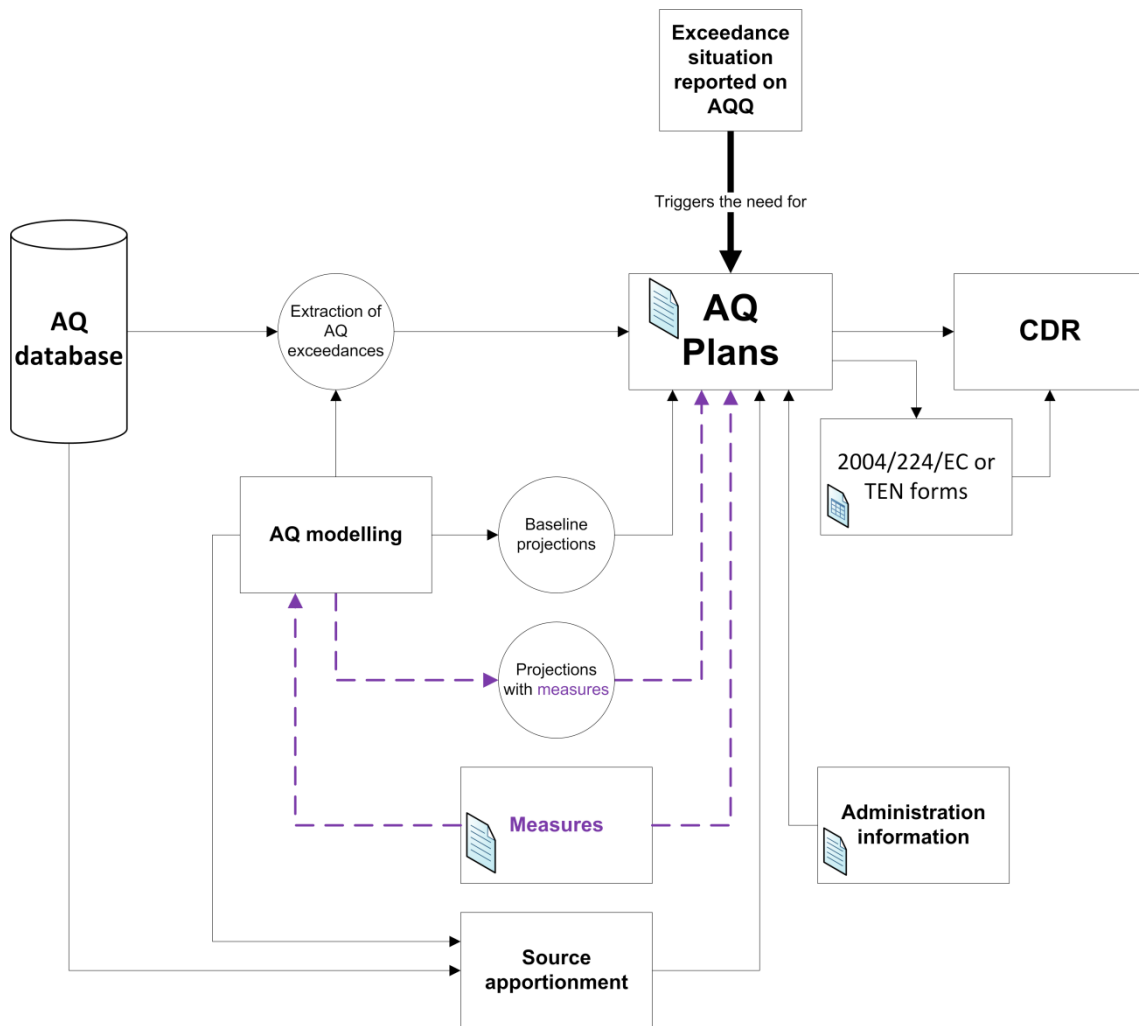 Exceedance
situation
reported on
AQQ
Triggers the need for
AQ
database
Extraction of
AQ
exceedances
AQ
Plans
CDR
2004/224/EC or
TEN forms
AQ modelling
Baseline
projections
Projections
with measures
Measures
Administration
information
Source
apportionment